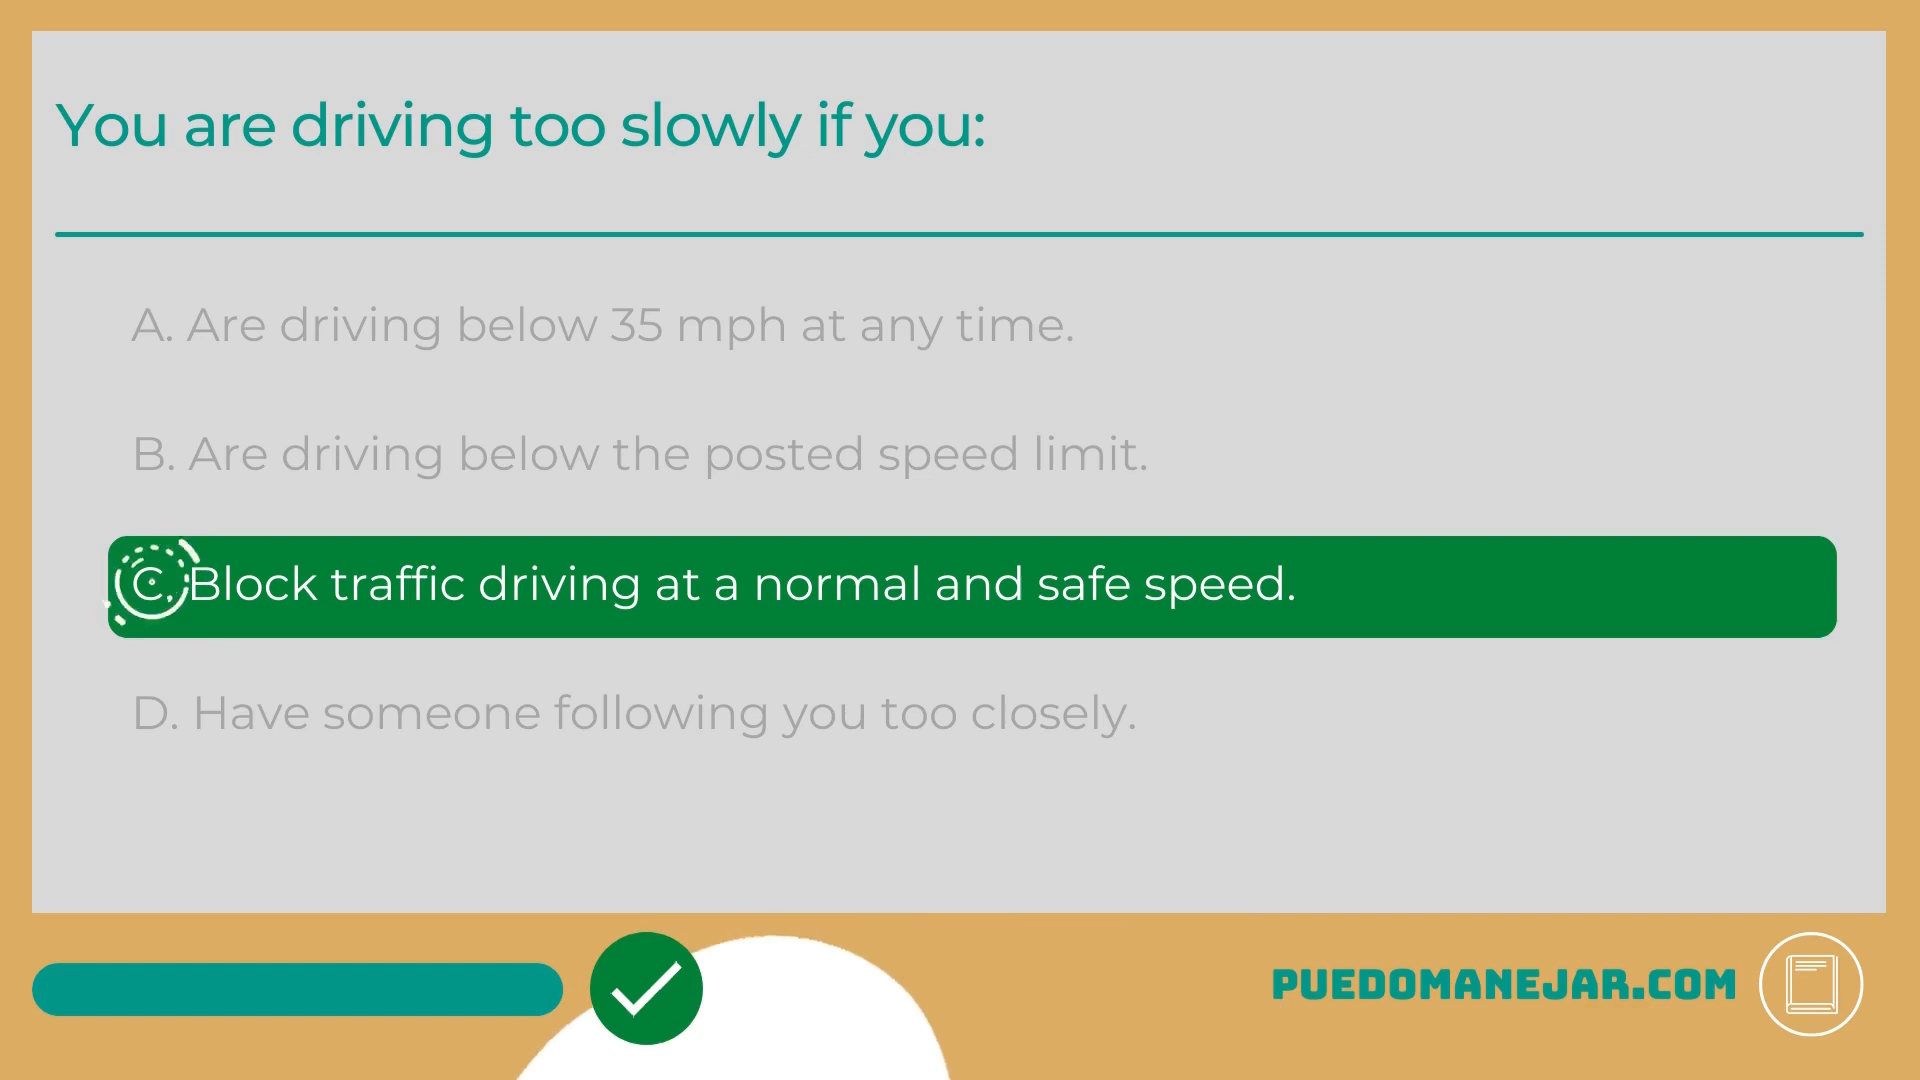 You are driving too slowly if you:
A. Are driving below 35 mph at any time.
B. Are driving below the posted speed limit.
C. Block traffic driving at a normal and safe speed.
D. Have someone following you too closely.
PUEDOMANEJAR.COM